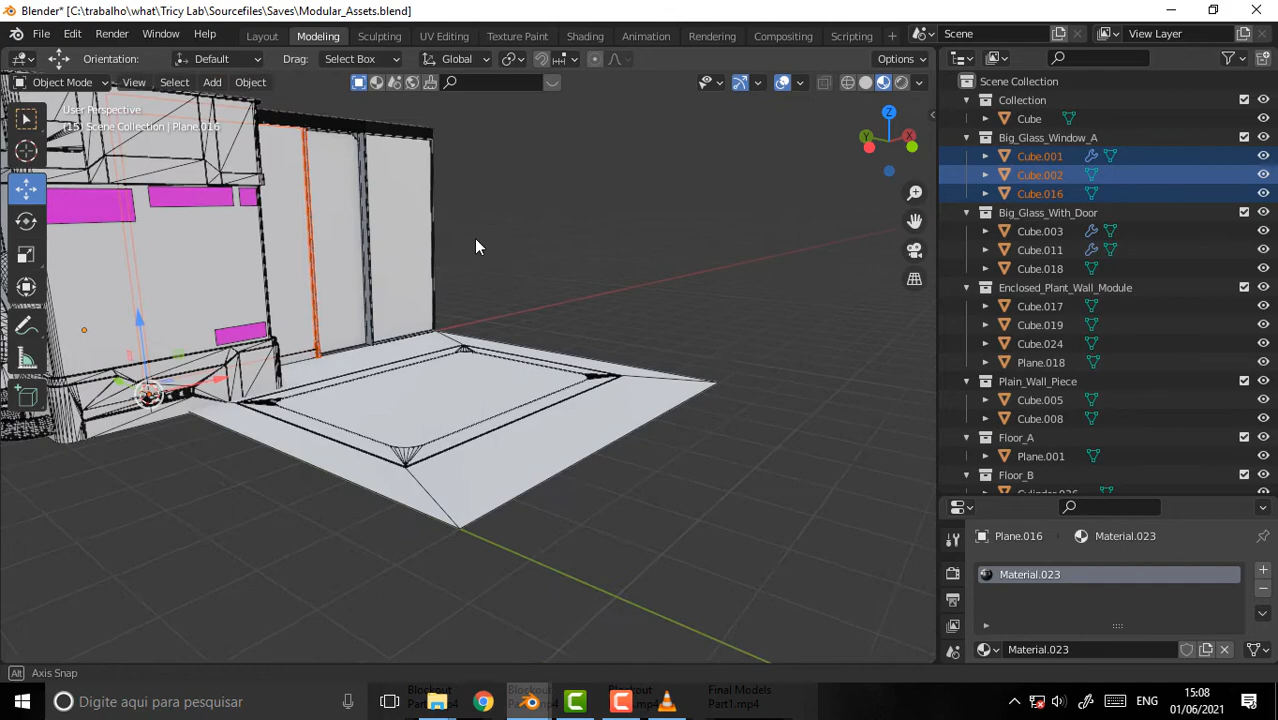 Blender* [C:\trabalho\what\Tricy Lab\Sourcefiles\Saves\Modular_Assets.blend]
File Edit Render Window Help Layout Modeling Sculpting UV Editing Texture Paint Shading Animation Rendering Compositing Scripting + Scene View Layer
Orientation: Default Drag: Select Box Global Options
Object Mode View Select Add Object
User Perspective
(15) Scene Collection | Plane.016
X
Y
Z
Scene Collection
Collection
Cube
Big_Glass_Window_A
Cube.001
Cube.002
Cube.016
Big_Glass_With_Door
Cube.003
Cube.011
Cube.018
Enclosed_Plant_Wall_Module
Cube.017
Cube.019
Cube.024
Plane.018
Plain_Wall_Piece
Cube.005
Cube.008
Floor_A
Plane.001
Floor_B
Plane.016 Material.023
Material.023
Material.023
Alt Axis Snap
Digite aqui para pesquisar
Blockout
Blockout
Blockout
Final Models
Part1.mp4
ENG
15:08
01/06/2021